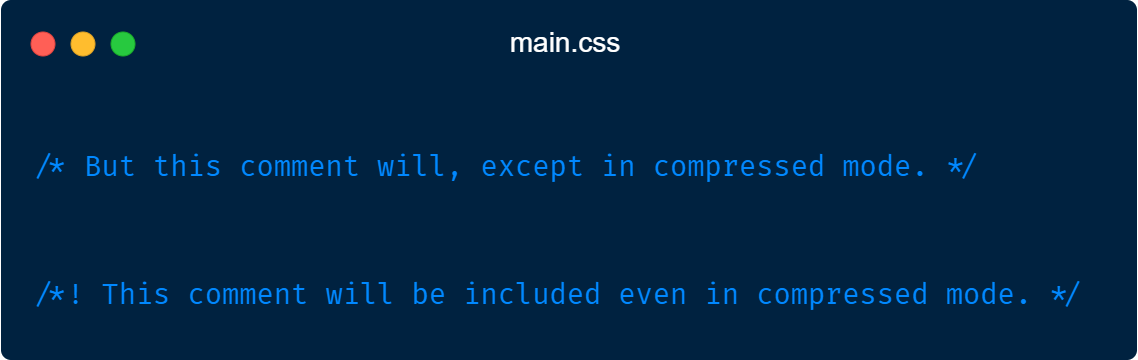 main.css
/* But this comment will, except in compressed mode. */
/*! This comment will be included even in compressed mode. */